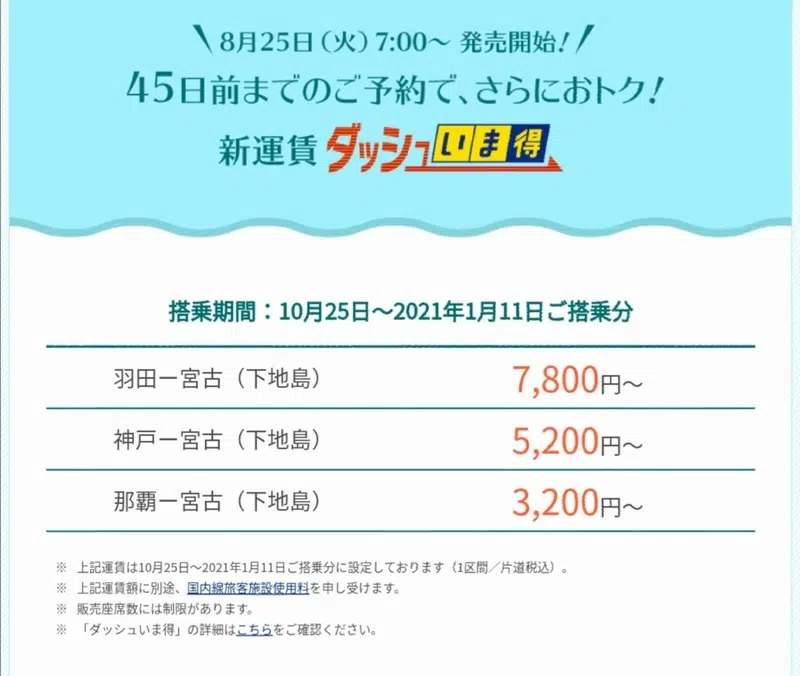 8月25日（火）7:00～ 発売開始！
45日前までのご予約で、さらにおトク！
新運賃 ダッシュいま得
搭乗期間：10月25日～2021年1月11日ご搭乗分
羽田ー宮古（下地島） 7,800円～
神戸ー宮古（下地島） 5,200円～
那覇ー宮古（下地島） 3,200円～
※ 上記運賃は10月25日～2021年1月11日ご搭乗分に設定しております（1区間／片道税込）。
※ 上記運賃額に別途、国内線旅客施設使用料を申し受けます。
※ 販売座席数には制限があります。
※ 「ダッシュいま得」の詳細はこちらをご確認ください。